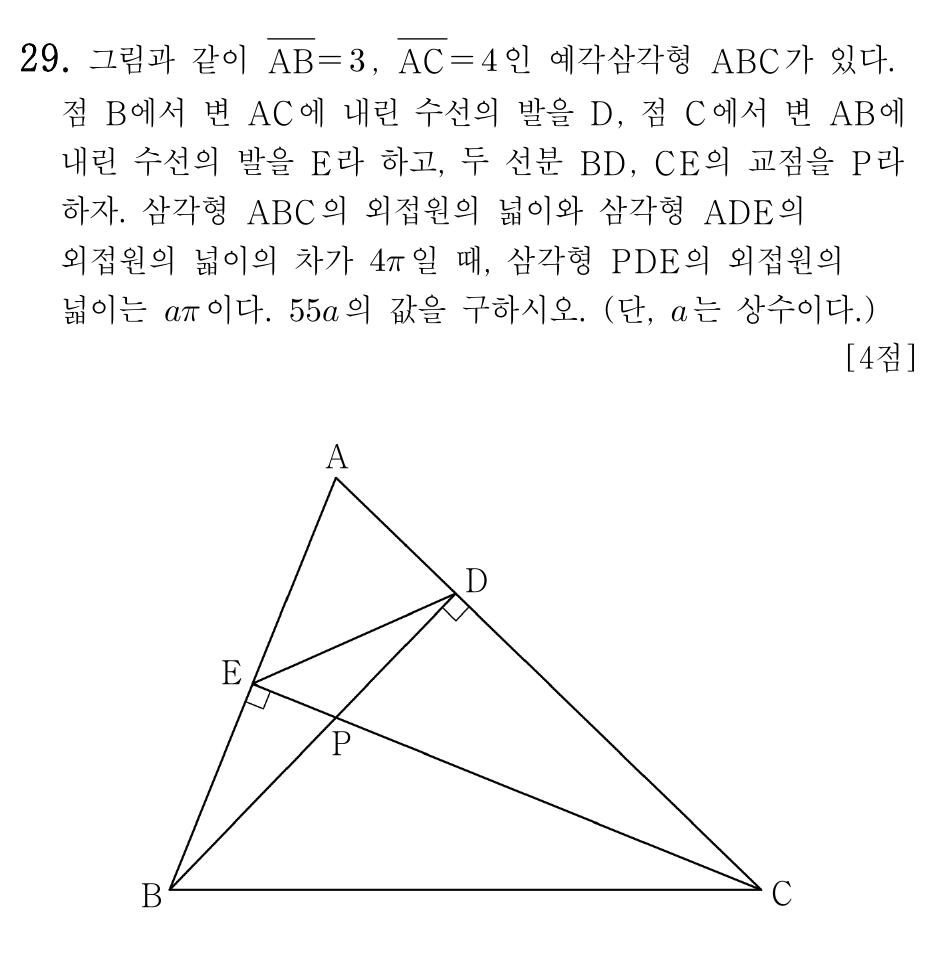 29. 그림과 같이 AB=3, AC=4인 예각삼각형 ABC가 있다.
점 B에서 변 AC에 내린 수선의 발을 D, 점 C에서 변 AB에
내린 수선의 발을 E라 하고, 두 선분 BD, CE의 교점을 P라
하자. 삼각형 ABC의 외접원의 넓이와 삼각형 ADE의
외접원의 넓이의 차가 4π일 때, 삼각형 PDE의 외접원의
넓이는 aπ이다. 55a의 값을 구하시오. (단, a는 상수이다.)
[4점]
A
D
E
P
B
C